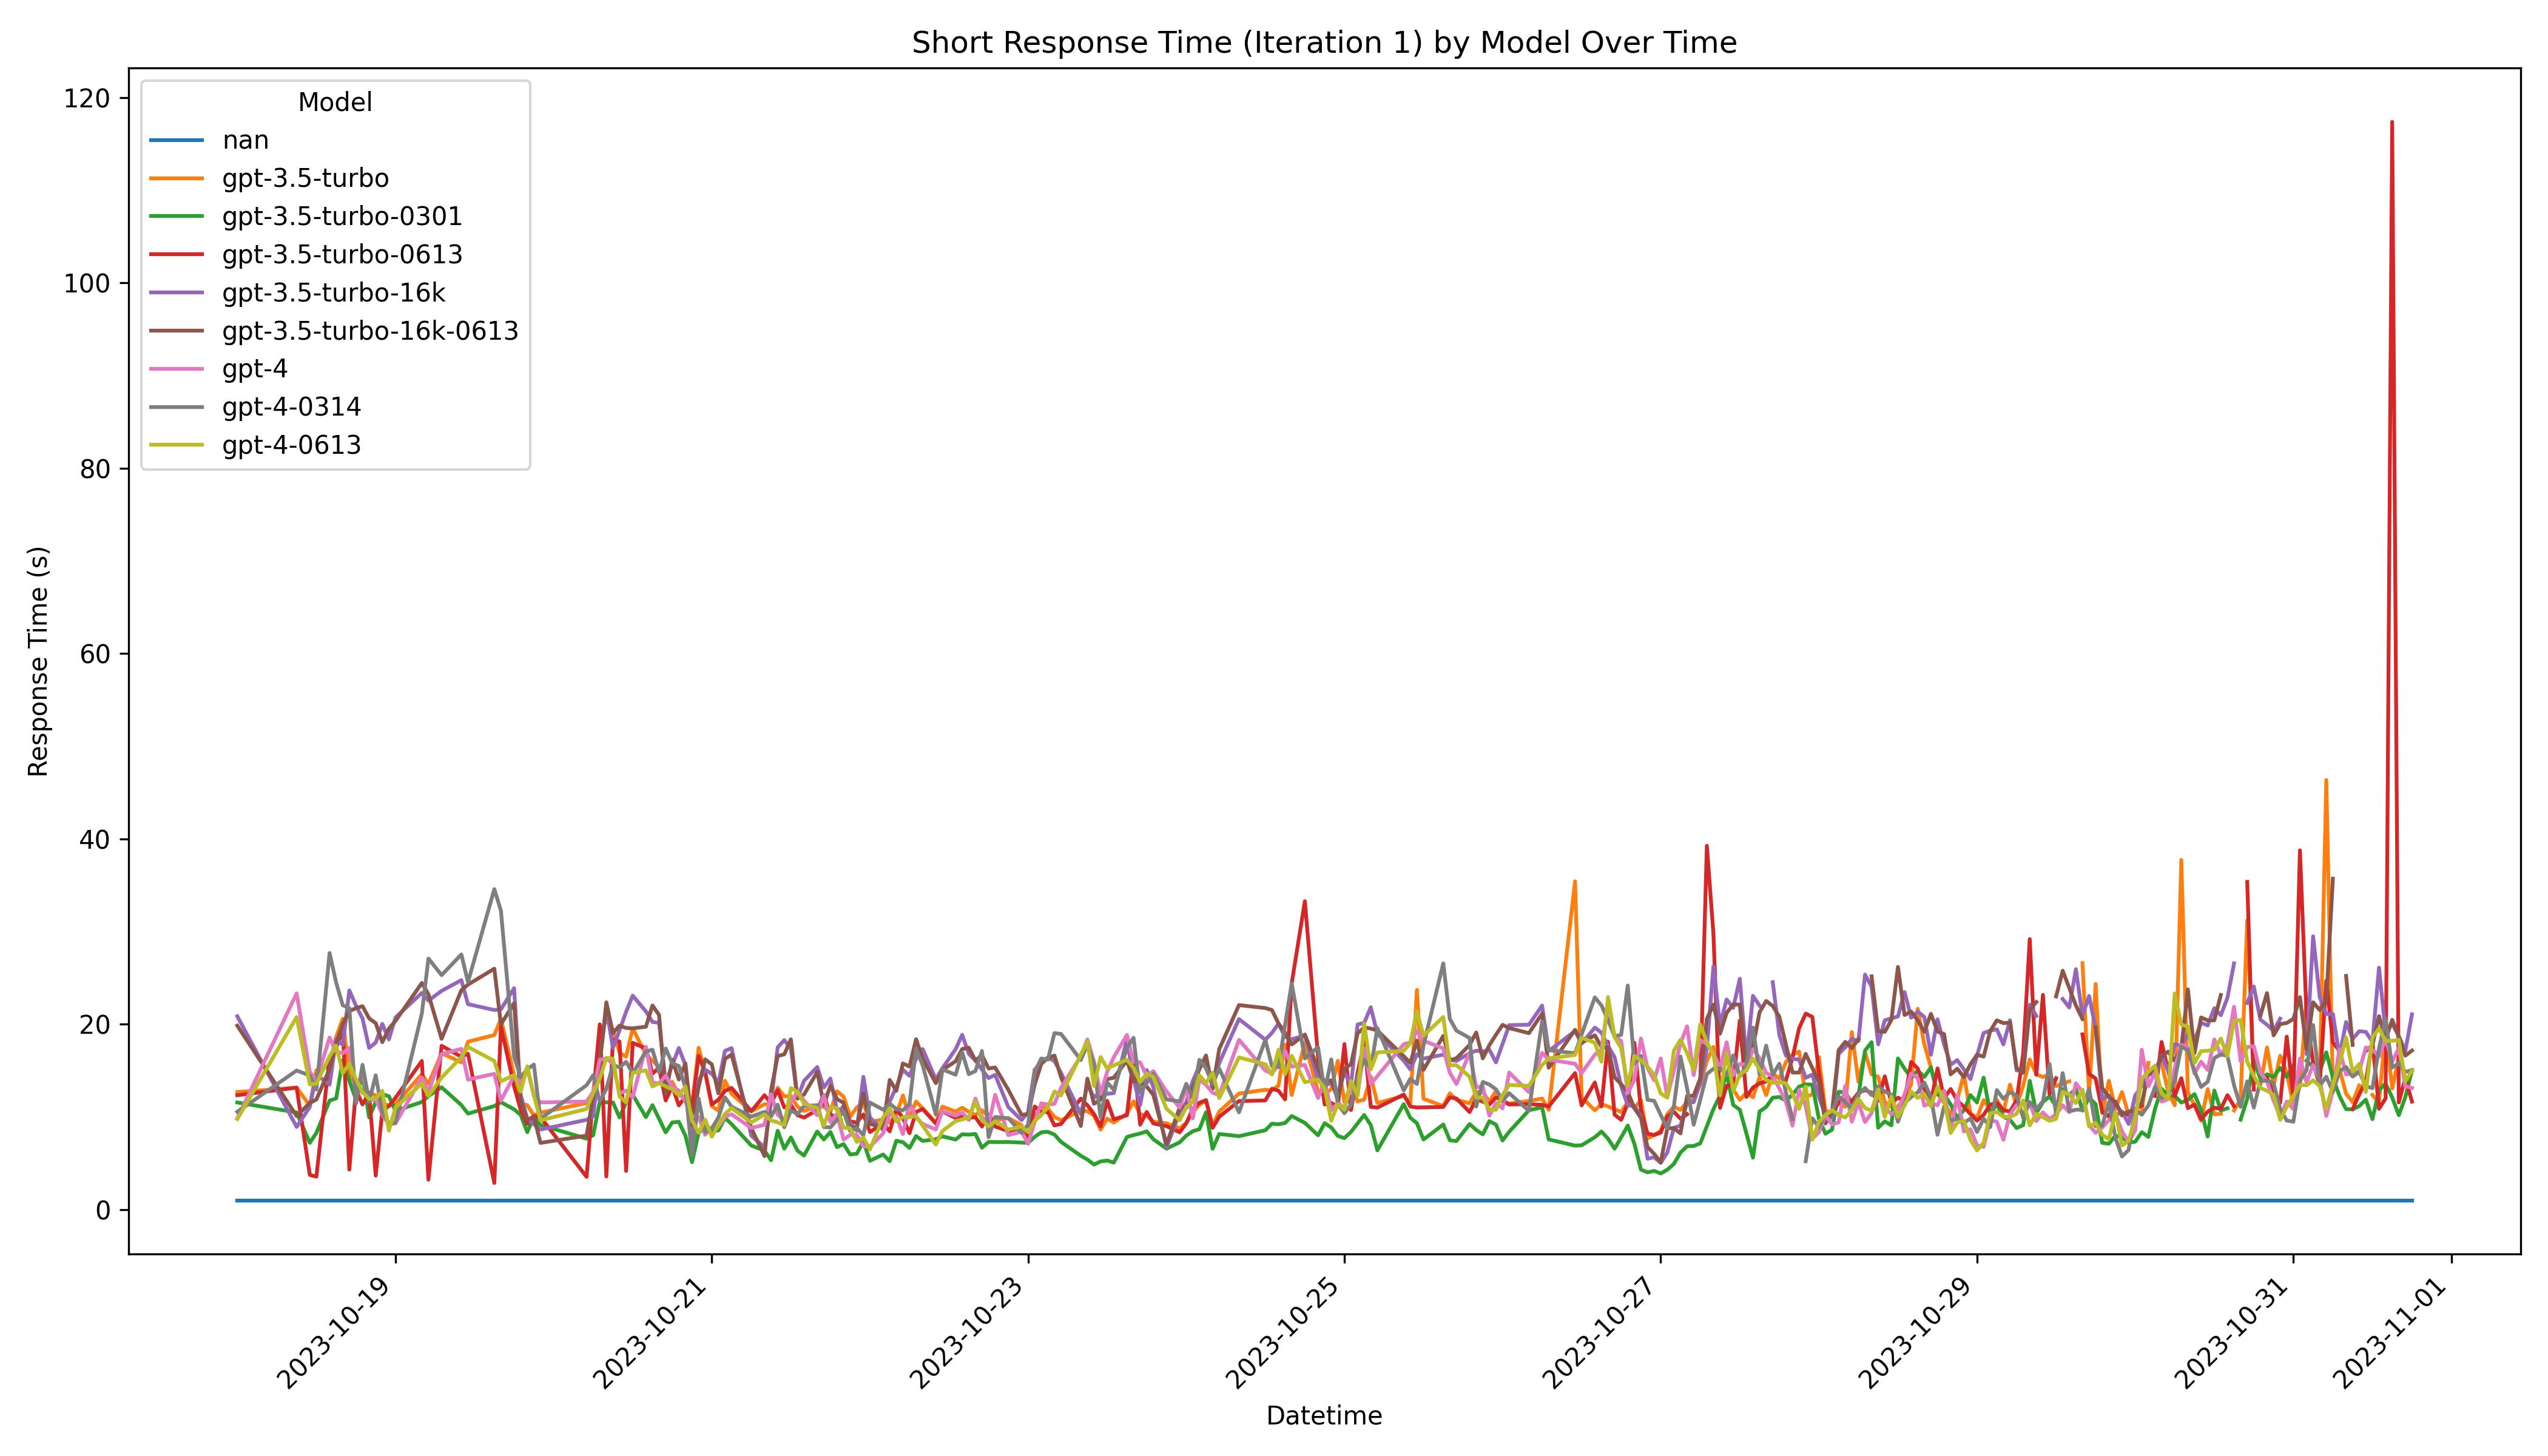 Short Response Time (Iteration 1) by Model Over Time
Response Time (s)
120
100
80
60
40
20
0
Model
nan
gpt-3.5-turbo
gpt-3.5-turbo-0301
gpt-3.5-turbo-0613
gpt-3.5-turbo-16k
gpt-3.5-turbo-16k-0613
gpt-4
gpt-4-0314
gpt-4-0613
2023-10-19
2023-10-21
2023-10-23
2023-10-25
2023-10-27
2023-10-29
2023-10-31
2023-11-01
Datetime